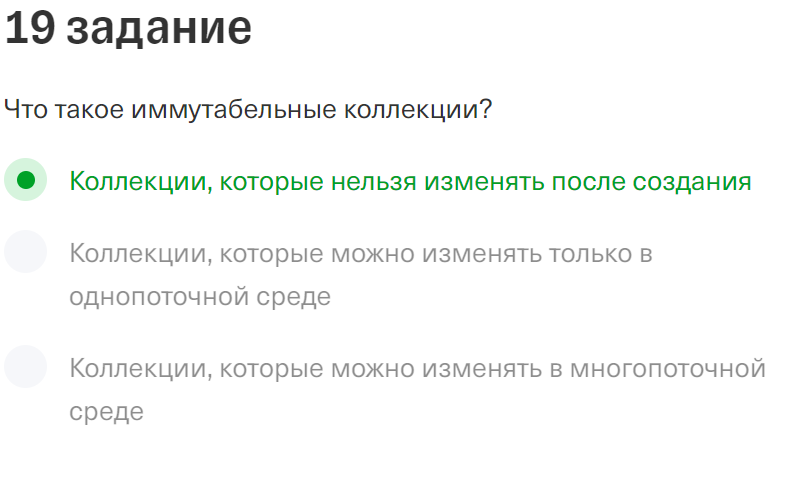 19 задание
Что такое иммутабельные коллекции?
Коллекции, которые нельзя изменять после создания
Коллекции, которые можно изменять только в
однопоточной среде
Коллекции, которые можно изменять в многопоточной
среде